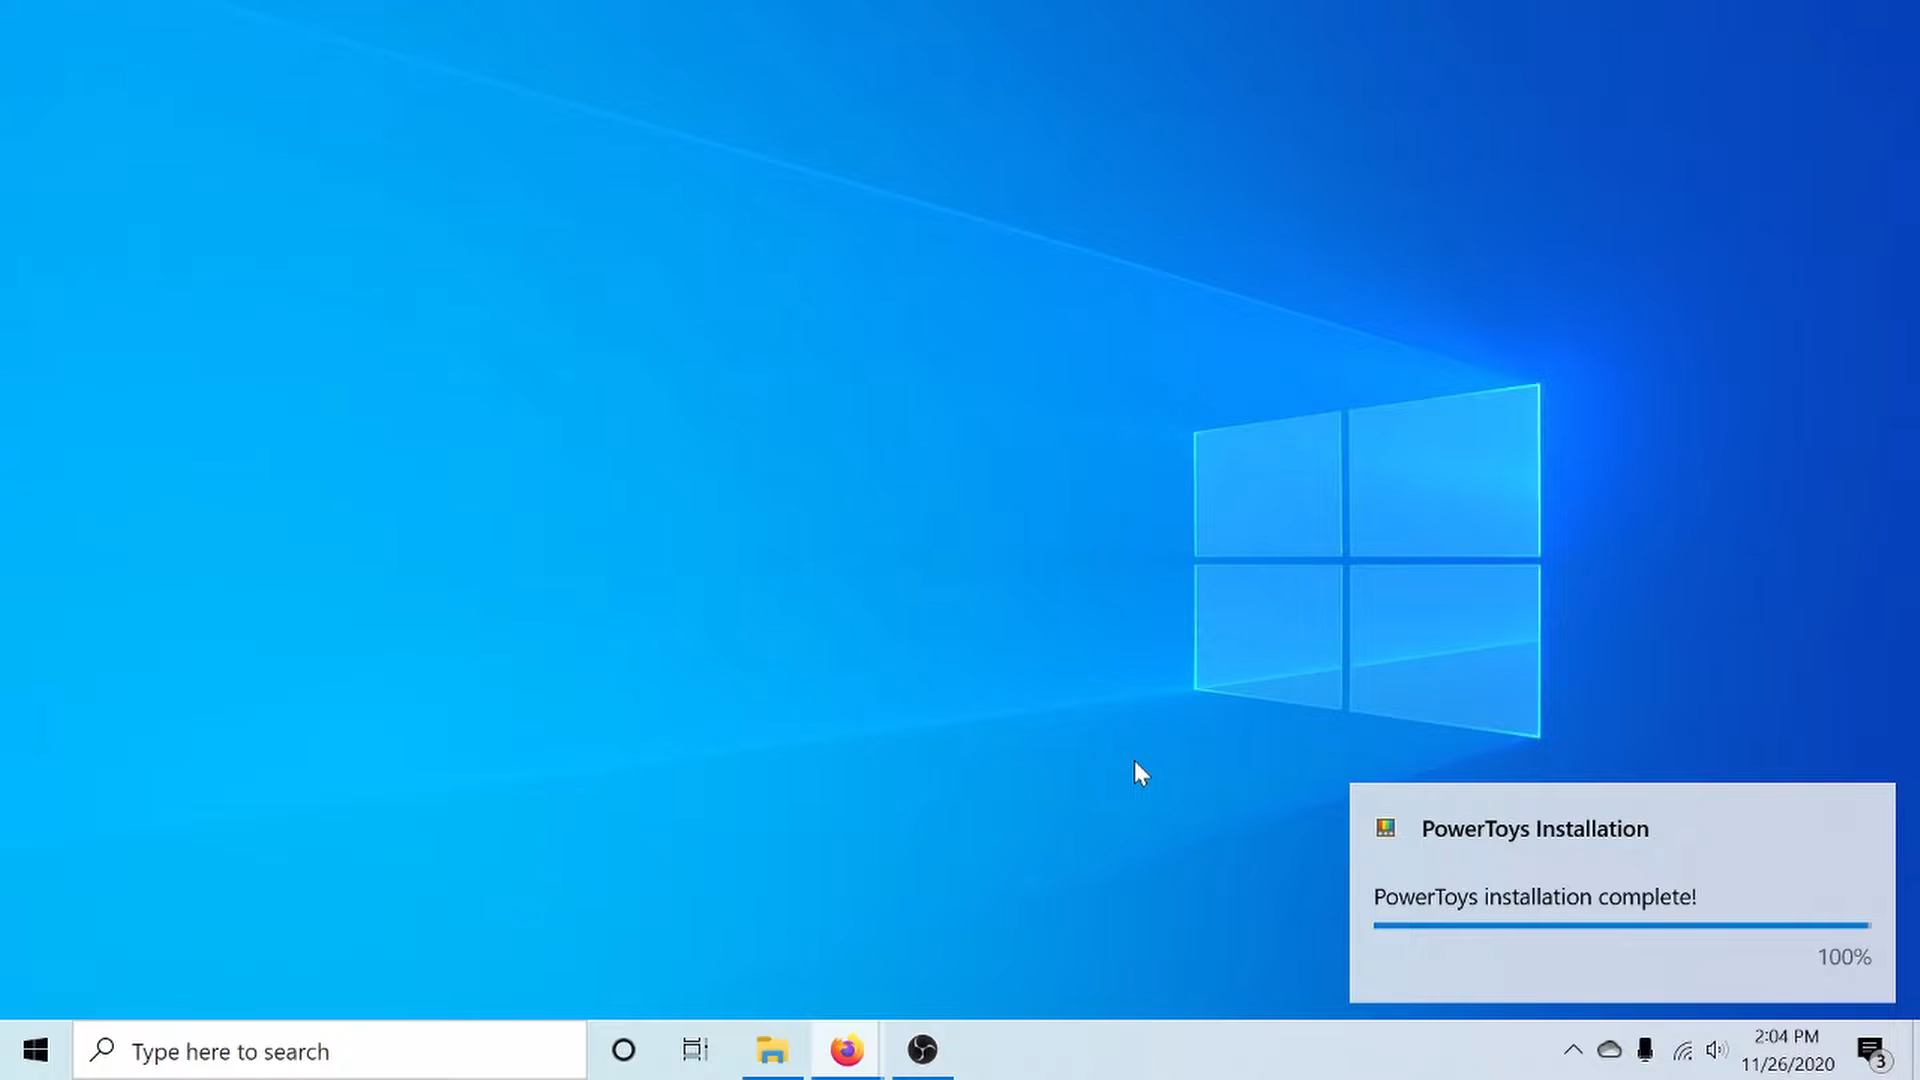 PowerToys Installation
PowerToys installation complete!
100%
Type here to search
2:04 PM
11/26/2020
3